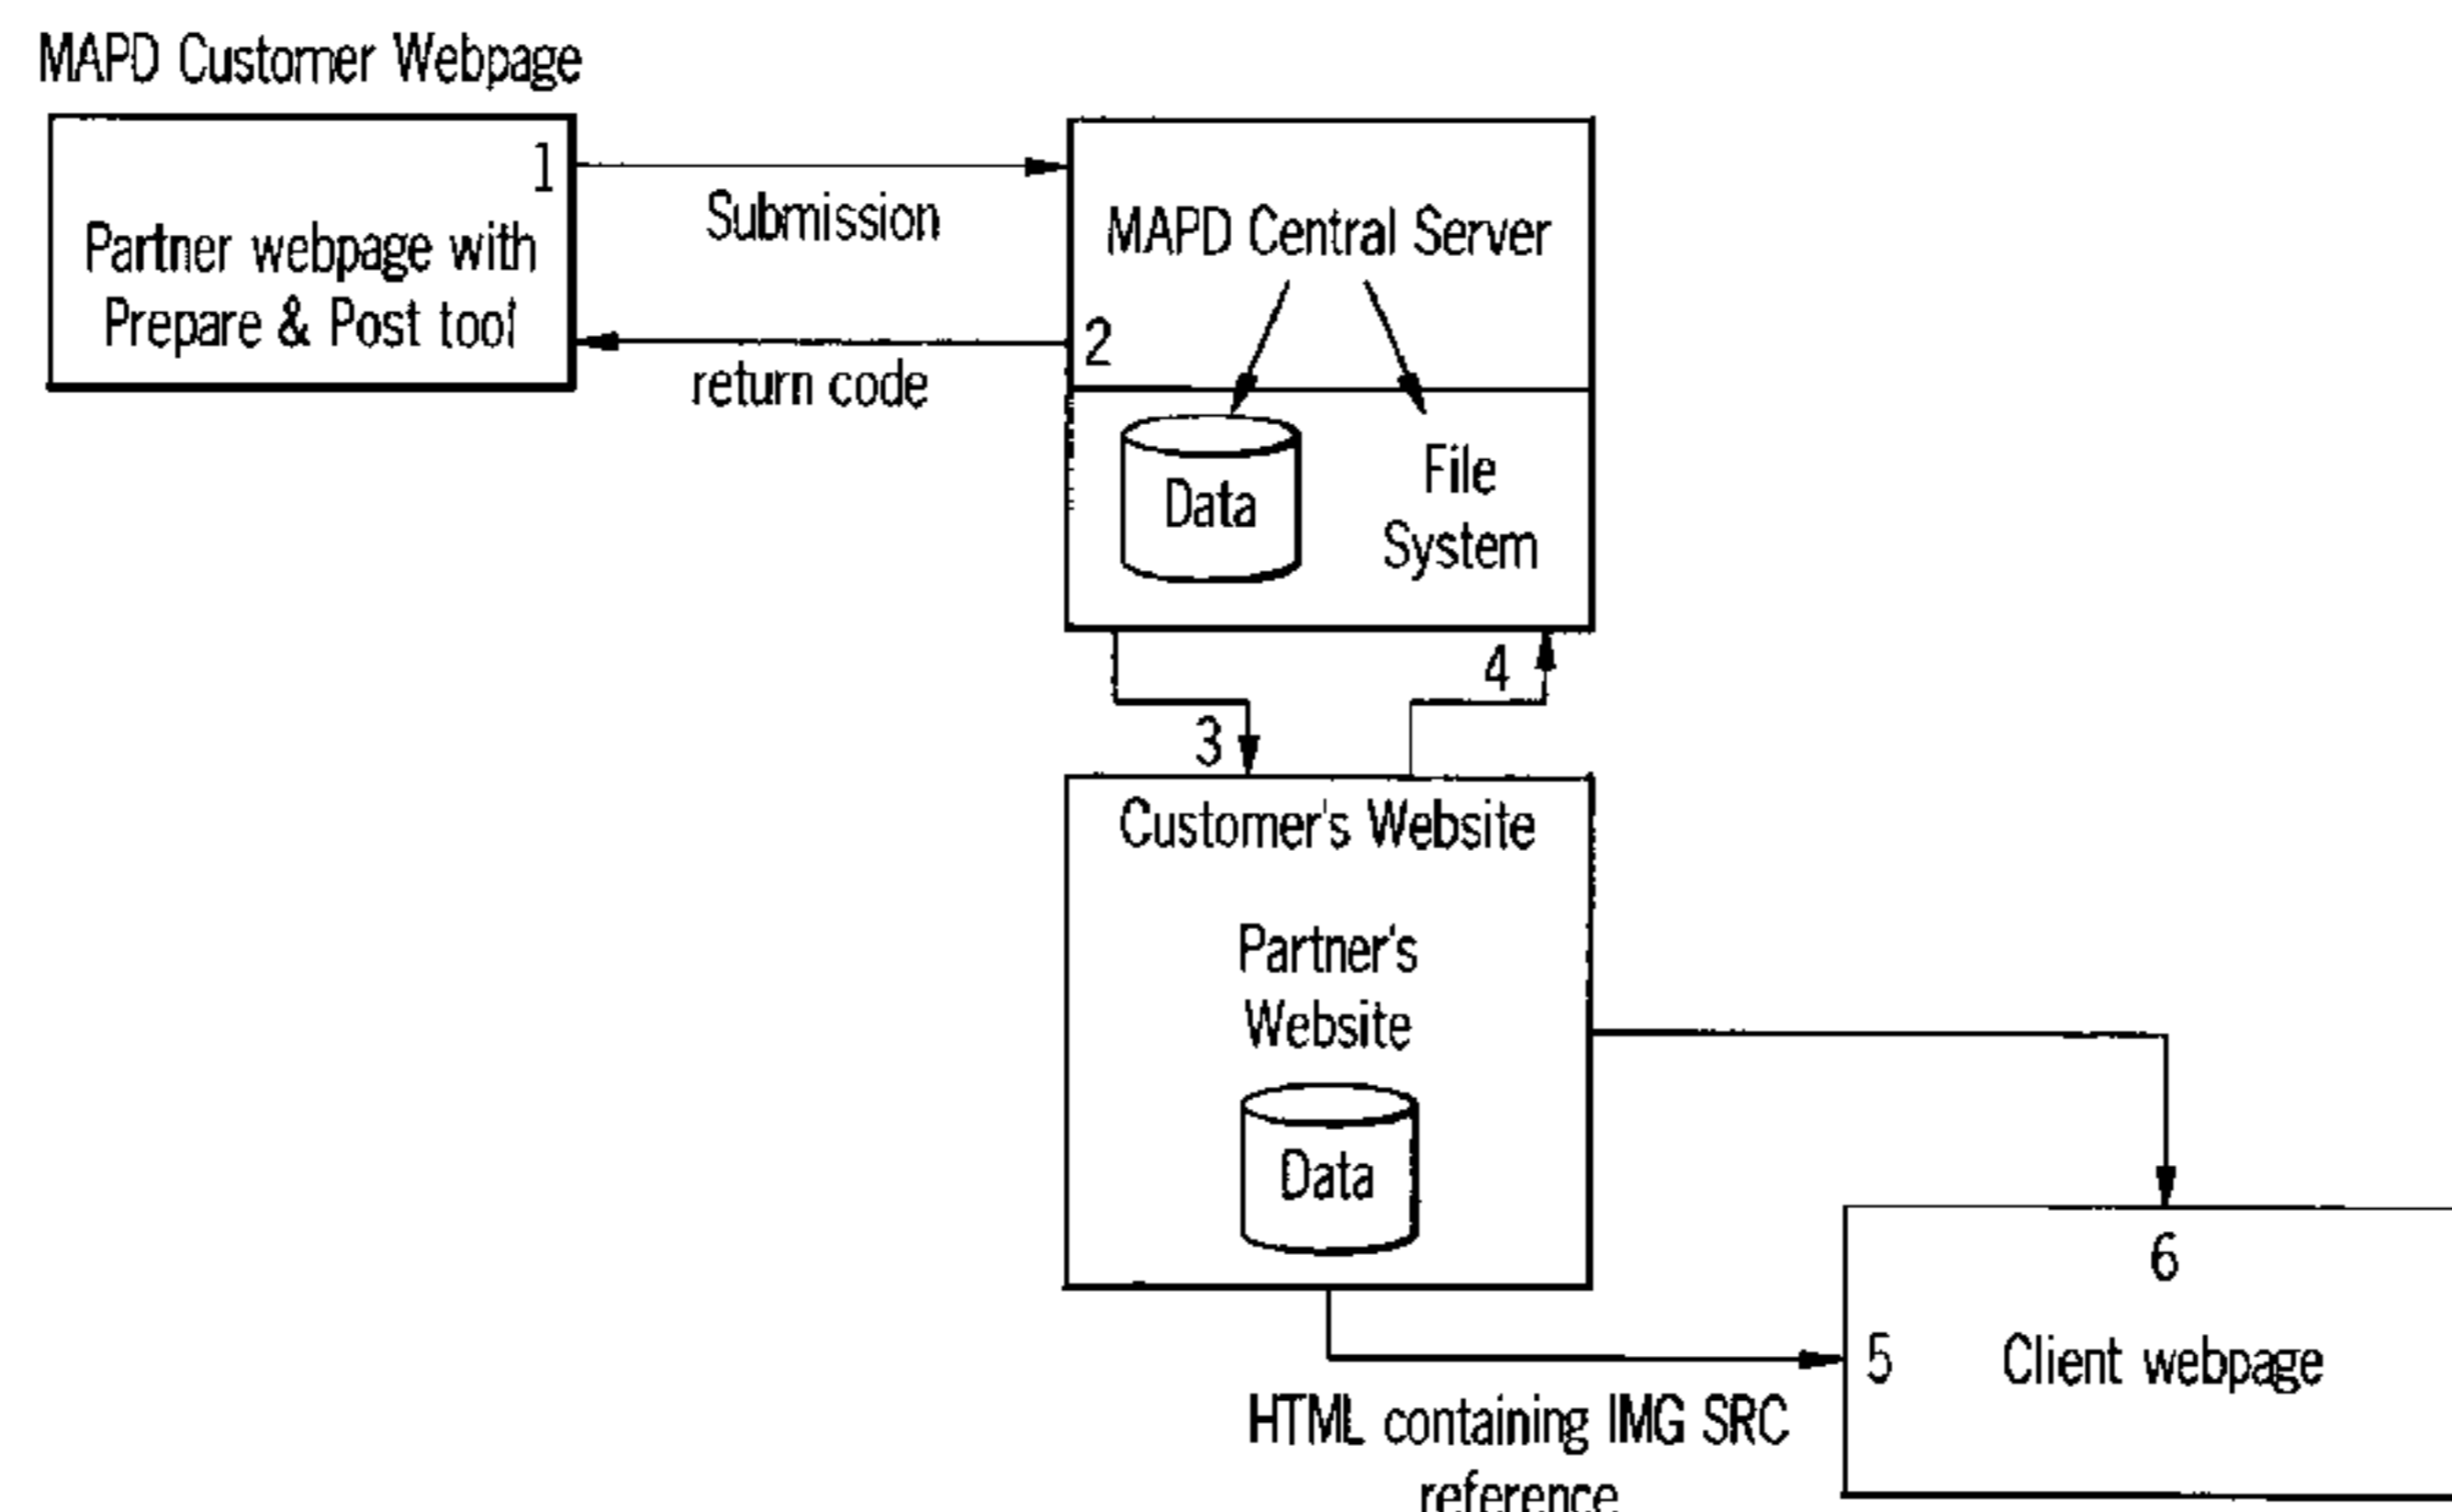 MAPD Customer Webpage
1
Partner webpage with
Prepare & Post tool
Submission
return code
MAPD Central Server
2
Data
File
System
3
4
Customer's Website
Partner's
Website
Data
6
5
Client webpage
HTML containing IMG SRC
reference